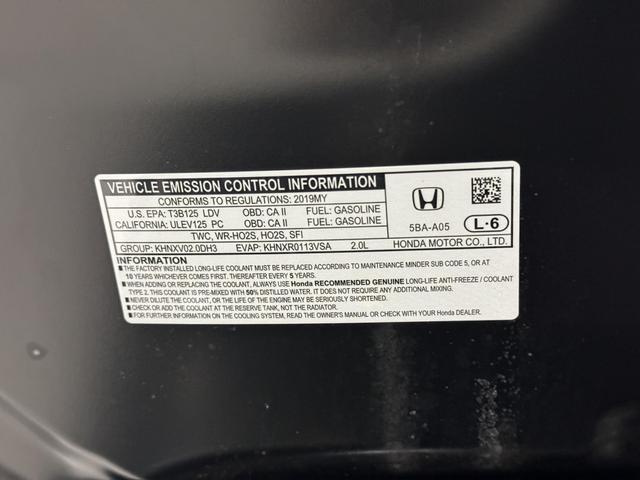 VEHICLE EMISSION CONTROL INFORMATION
CONFORMS TO REGULATIONS: 2019MY
U.S. EPA: T3B125 LDV OBD: CA II FUEL: GASOLINE
CALIFORNIA: ULEV125 PC OBD: CA II FUEL: GASOLINE
TWC, WR-HO2S, HO2S, SFI
GROUP: KHNXV02.0DH3 EVAP: KHNXR0113VSA 2.0L
5BA-A05 L-6
HONDA MOTOR CO., LTD.
IMPORTANT INFORMATION
■THE FACTORY INSTALLED LONG-LIFE COOLANT MUST BE REPLACED ACCORDING TO MAINTENANCE MINDER SUB CODE 5, OR AT
10 YEARS WHICHEVER COMES FIRST. THEREAFTER EVERY 5 YEARS.
■WHEN ADDING OR REPLACING THE COOLANT, ALWAYS USE Honda RECOMMENDED GENUINE LONG-LIFE ANTI-FREEZE / COOLANT
TYPE 2. THIS COOLANT IS PRE-MIXED WITH 50% DISTILLED WATER. IT DOES NOT REQUIRE ANY ADDITIONAL MIXING.
■NEVER DILUTE THE COOLANT, OR THE LIFE OF THE ENGINE MAY BE SERIOUSLY SHORTENED.
■CHECK OR ADD THE COOLANT AT THE RESERVE TANK, NOT THE RADIATOR.
■FOR FURTHER INFORMATION ON THE COOLING SYSTEM, READ THE OWNER'S MANUAL OR CHECK WITH YOUR Honda DEALER.